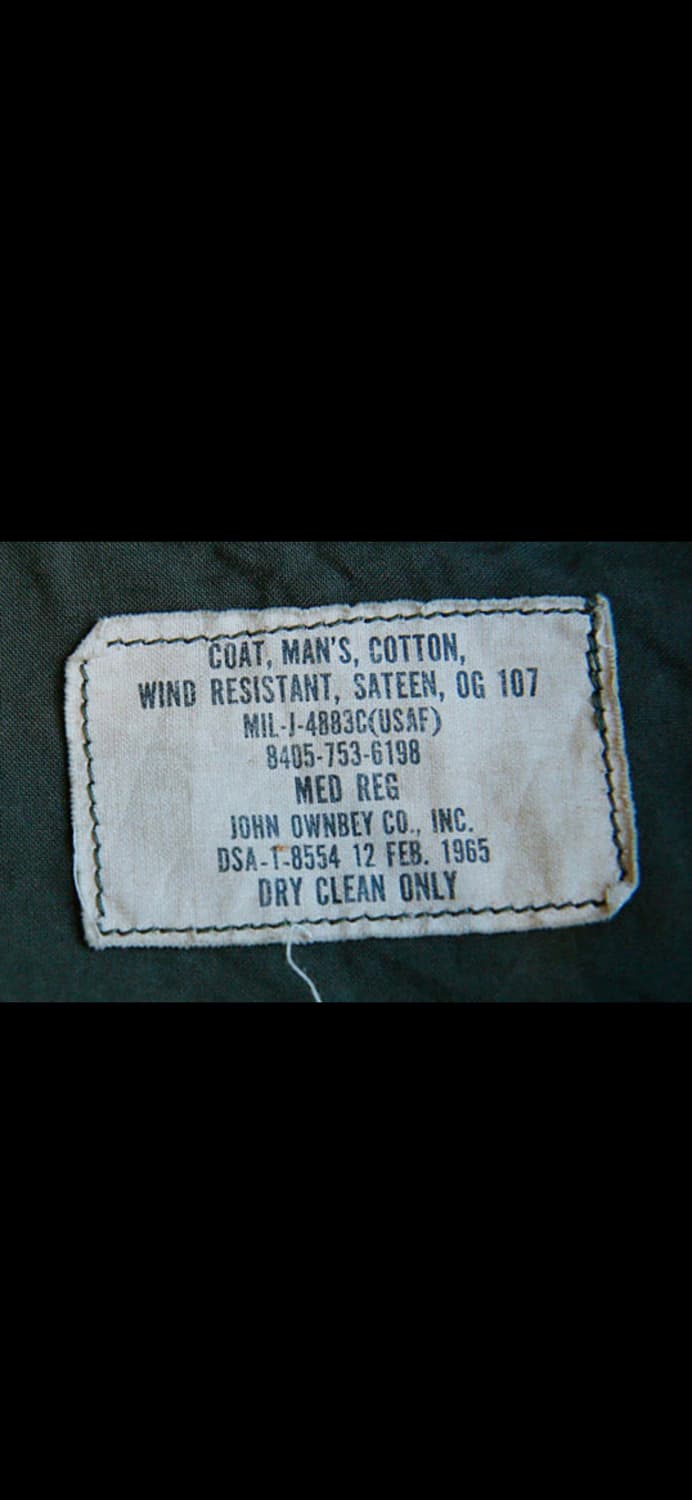 COAT, MAN'S, COTTON,
WIND RESISTANT, SATEEN, OG 107
MIL-J-4883C(USAF)
8405-753-6198
MED REG
JOHN OWNBEY CO., INC.
DSA-1-8554 12 FEB. 1965
DRY CLEAN ONLY